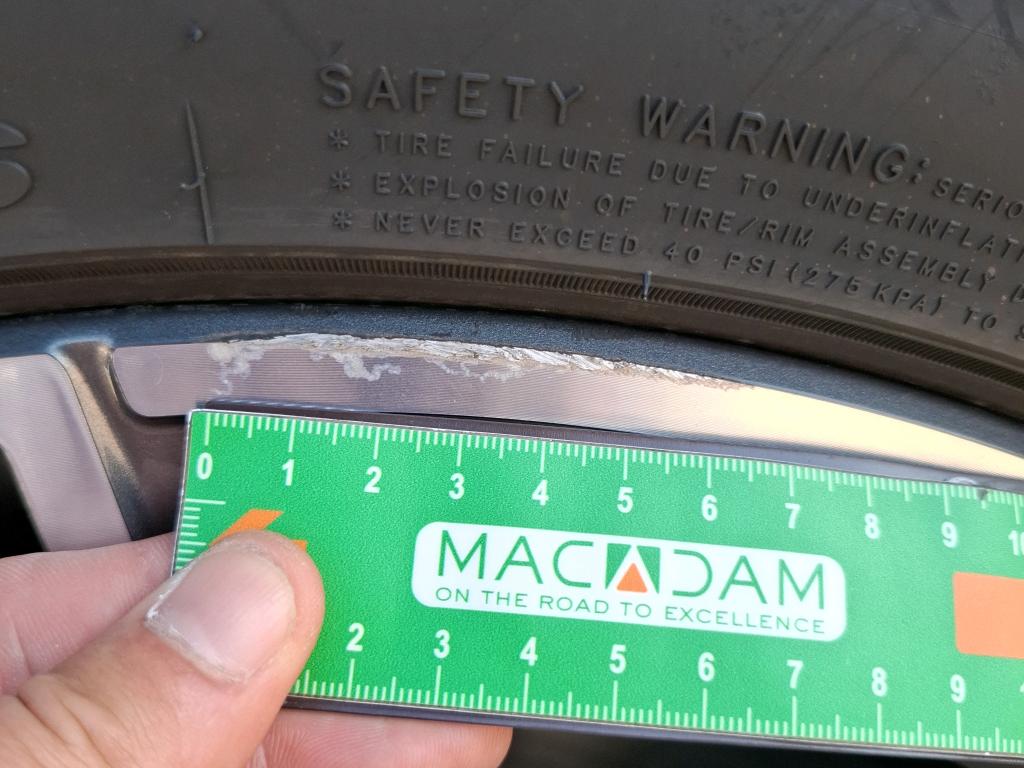 SAFETY WARNING: SERIO
* TIRE FAILURE DUE TO UNDERINFLATI
* EXPLOSION OF TIRE/RIM ASSEMBLY D
* NEVER EXCEED 40 PSI (275 KPA) TO S
0 1 2 3 4 5 6 7 8 9 10
MACADAM
ON THE ROAD TO EXCELLENCE
2 3 4 5 6 7 8 9